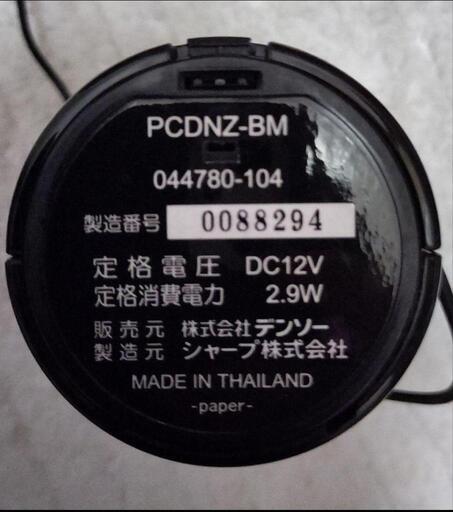 PCDNZ-BM
044780-104
製造番号 0088294
定格電圧 DC12V
定格消費電力 2.9W
販売元 株式会社デンソー
製造元 シャープ株式会社
MADE IN THAILAND
-paper-